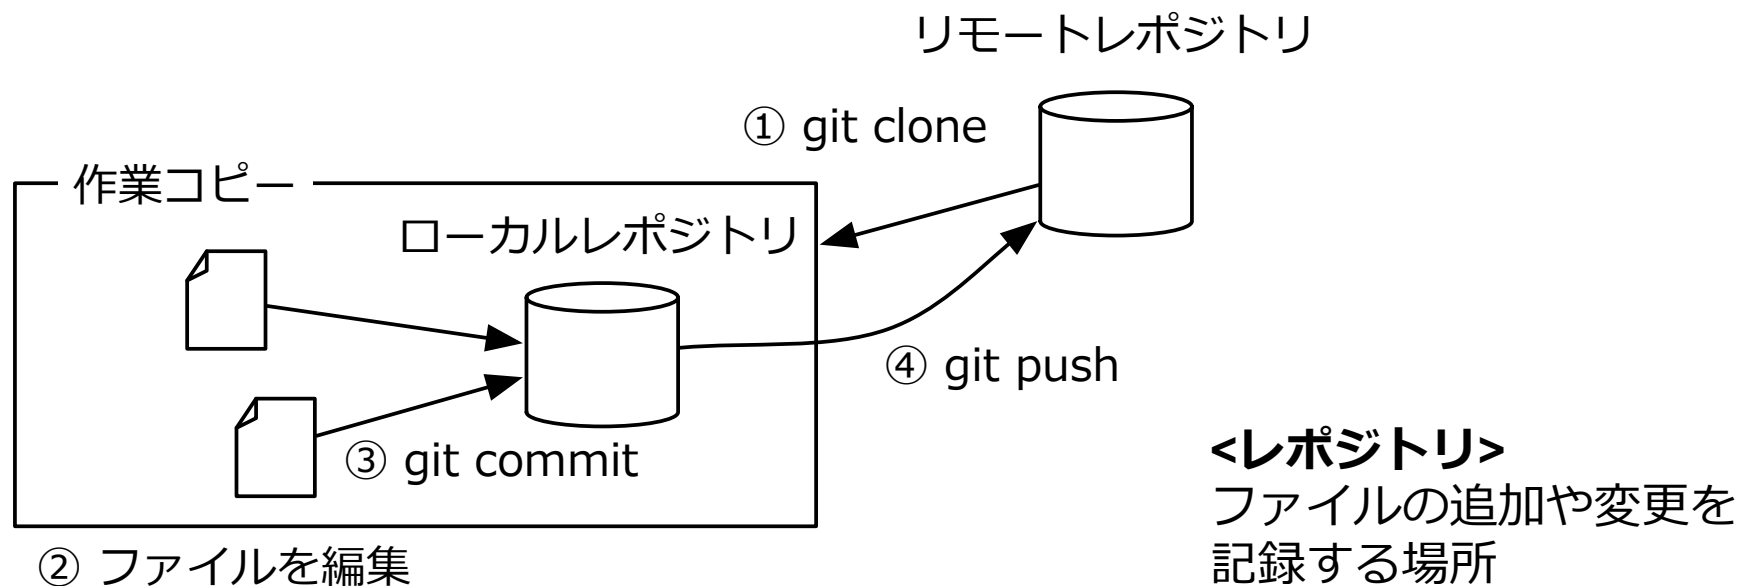 リモートレポジトリ
① git clone
作業コピー
ローカルレポジトリ
④ git push
③ git commit
② ファイルを編集
<レポジトリ>
ファイルの追加や変更を
記録する場所